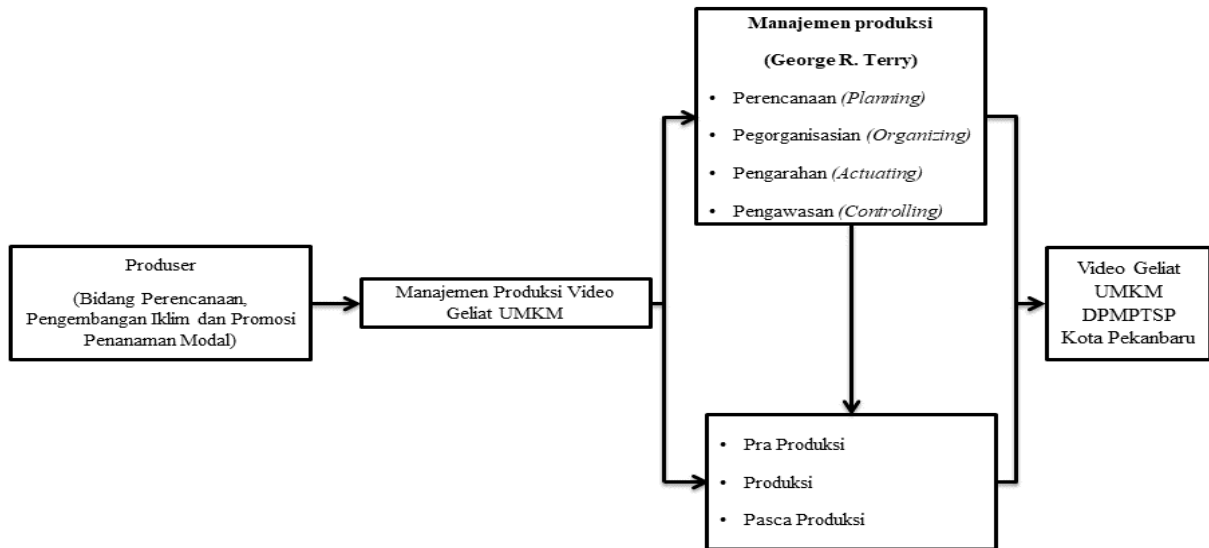 Produser
(Bidang Perencanaan,
Pengembangan Iklim dan Promosi
Penanaman Modal)
Manajemen Produksi Video
Geliat UMKM
Manajemen produksi
(George R. Terry)
• Perencanaan (Planning)
• Pegorganisasian (Organizing)
• Pengarahan (Actuating)
• Pengawasan (Controlling)
• Pra Produksi
• Produksi
• Pasca Produksi
Video Geliat
UMKM
DPMPTSP
Kota Pekanbaru